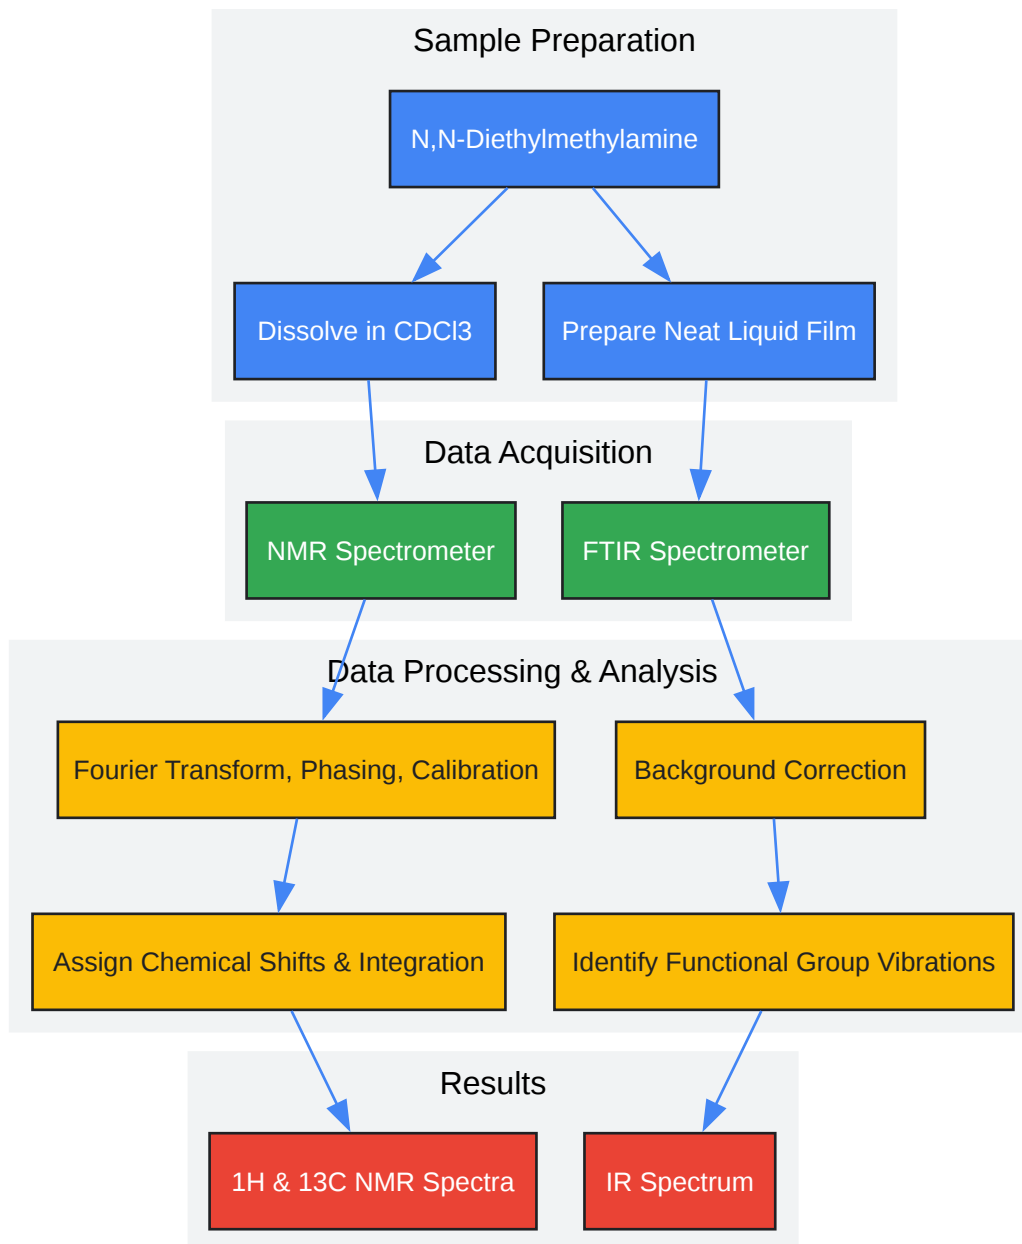 Sample Preparation
N,N-Diethylmethylamine
Dissolve in CDCl3
Prepare Neat Liquid Film
Data Acquisition
NMR Spectrometer
FTIR Spectrometer
Data Processing & Analysis
Fourier Transform, Phasing, Calibration
Background Correction
Assign Chemical Shifts & Integration
Identify Functional Group Vibrations
Results
1H & 13C NMR Spectra
IR Spectrum